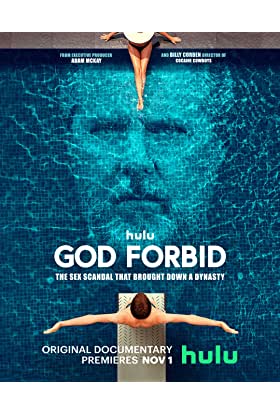 FROM EXECUTIVE PRODUCER
ADAM MCKAY
AND BILLY CORBEN DIRECTOR OF
COCAINE COWBOYS
hulu
GOD FORBID
THE SEX SCANDAL THAT BROUGHT DOWN A DYNASTY
ORIGINAL DOCUMENTARY
PREMIERES NOV 1
hulu